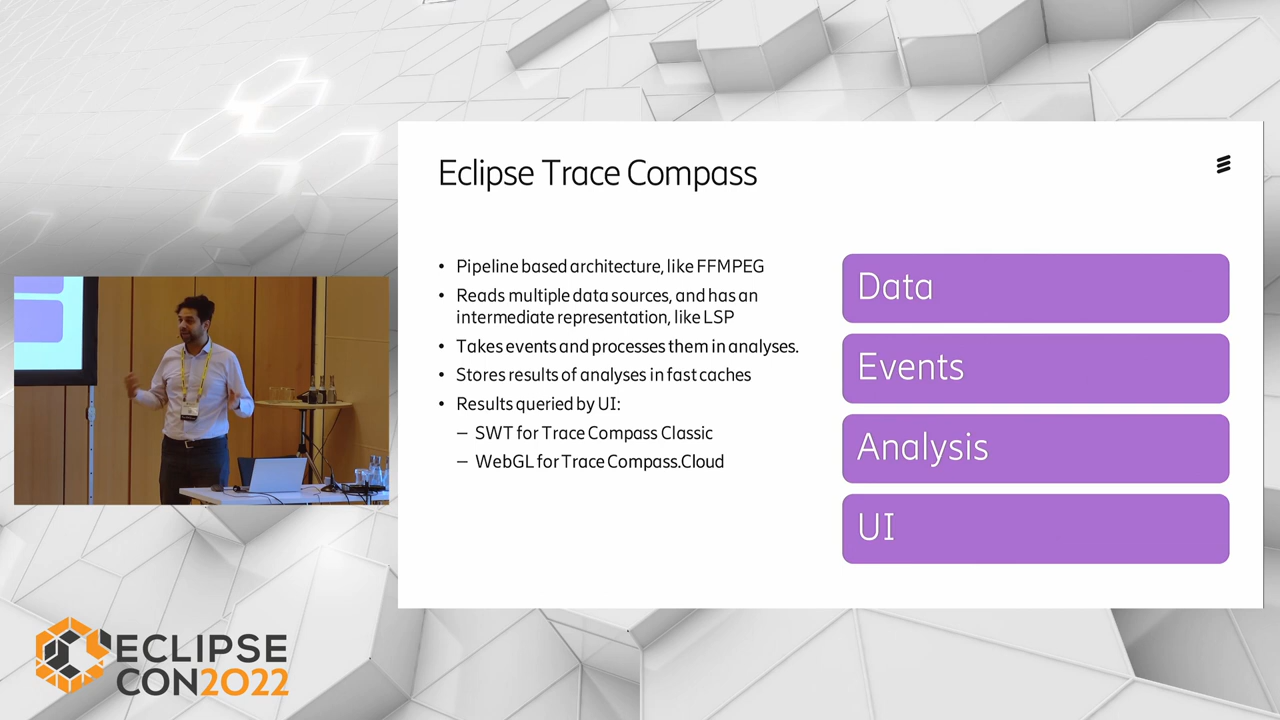 Eclipse Trace Compass
• Pipeline based architecture, like FFMPEG
• Reads multiple data sources, and has an
intermediate representation, like LSP
• Takes events and processes them in analyses.
• Stores results of analyses in fast caches
• Results queried by UI:
– SWT for Trace Compass Classic
– WebGL for Trace Compass.Cloud
Data
Events
Analysis
UI
ECLIPSE
CON2022